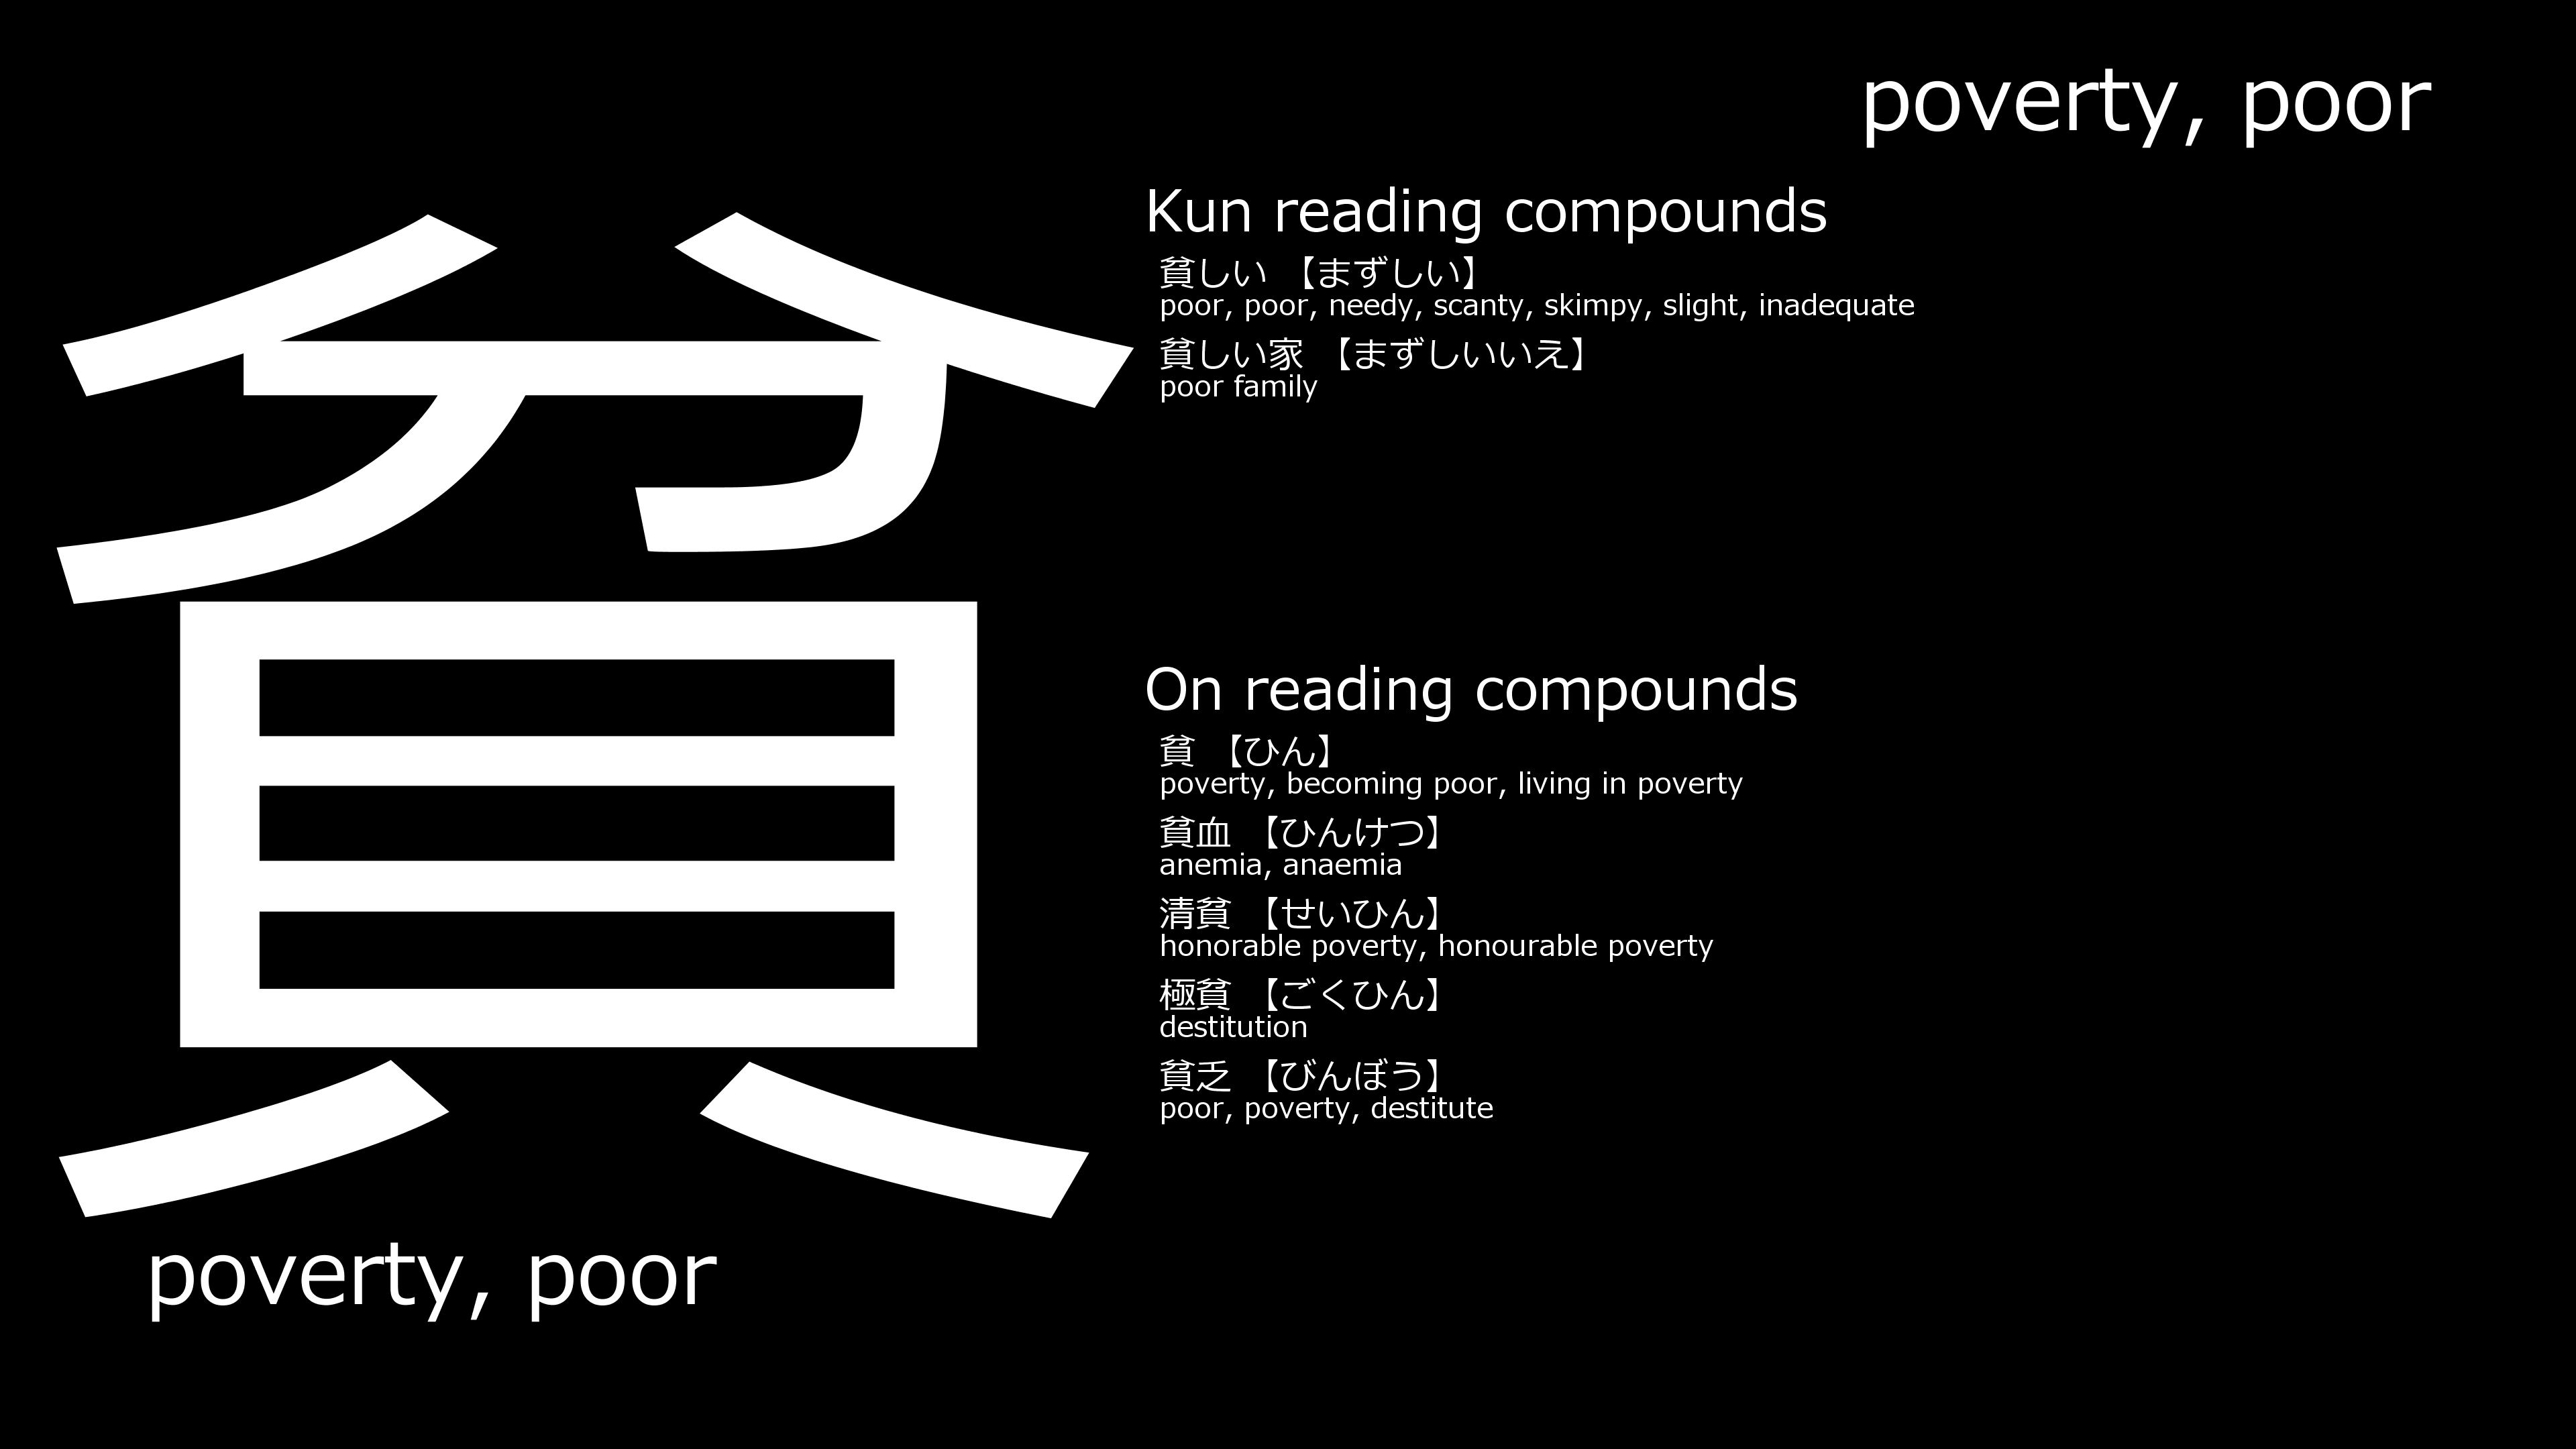 poverty, poor
貧
poverty, poor
Kun reading compounds
貧しい 【まずしい】
poor, poor, needy, scanty, skimpy, slight, inadequate
貧しい家 【まずしいいえ】
poor family
On reading compounds
貧 【ひん】
poverty, becoming poor, living in poverty
貧血 【ひんけつ】
anemia, anaemia
清貧 【せいひん】
honorable poverty, honourable poverty
極貧 【ごくひん】
destitution
貧乏 【びんぼう】
poor, poverty, destitute